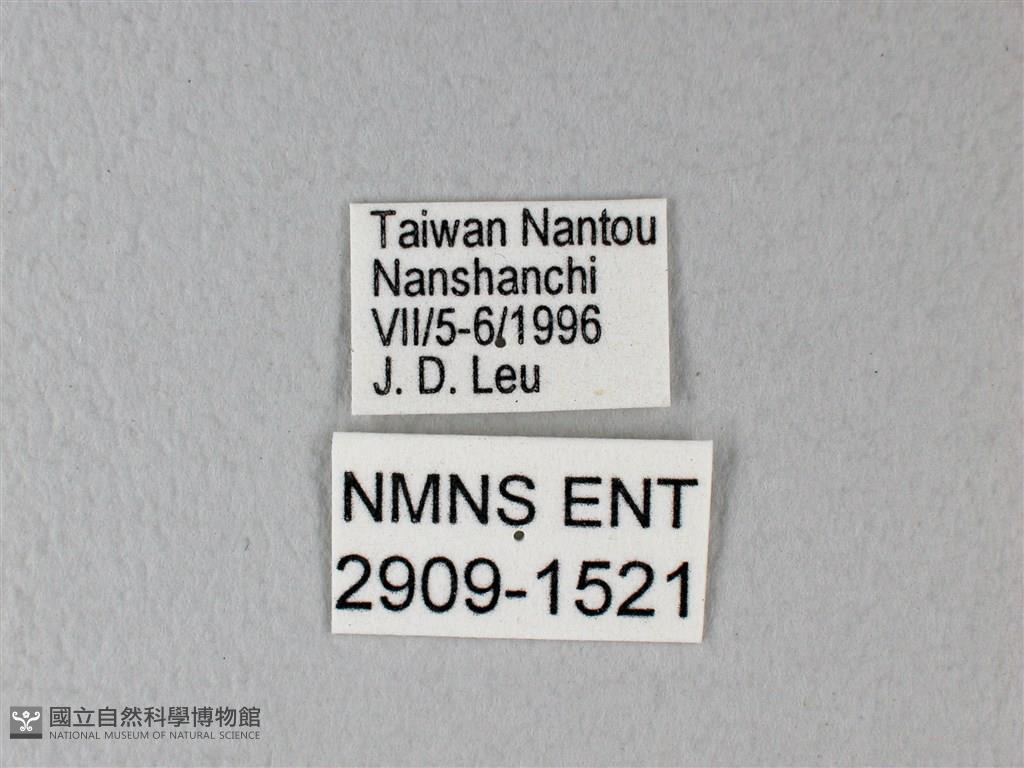 Taiwan Nantou
Nanshanchi
VII/5-6/1996
J. D. Leu
NMNS ENT
2909-1521
國立自然科學博物館
NATIONAL MUSEUM OF NATURAL SCIENCE